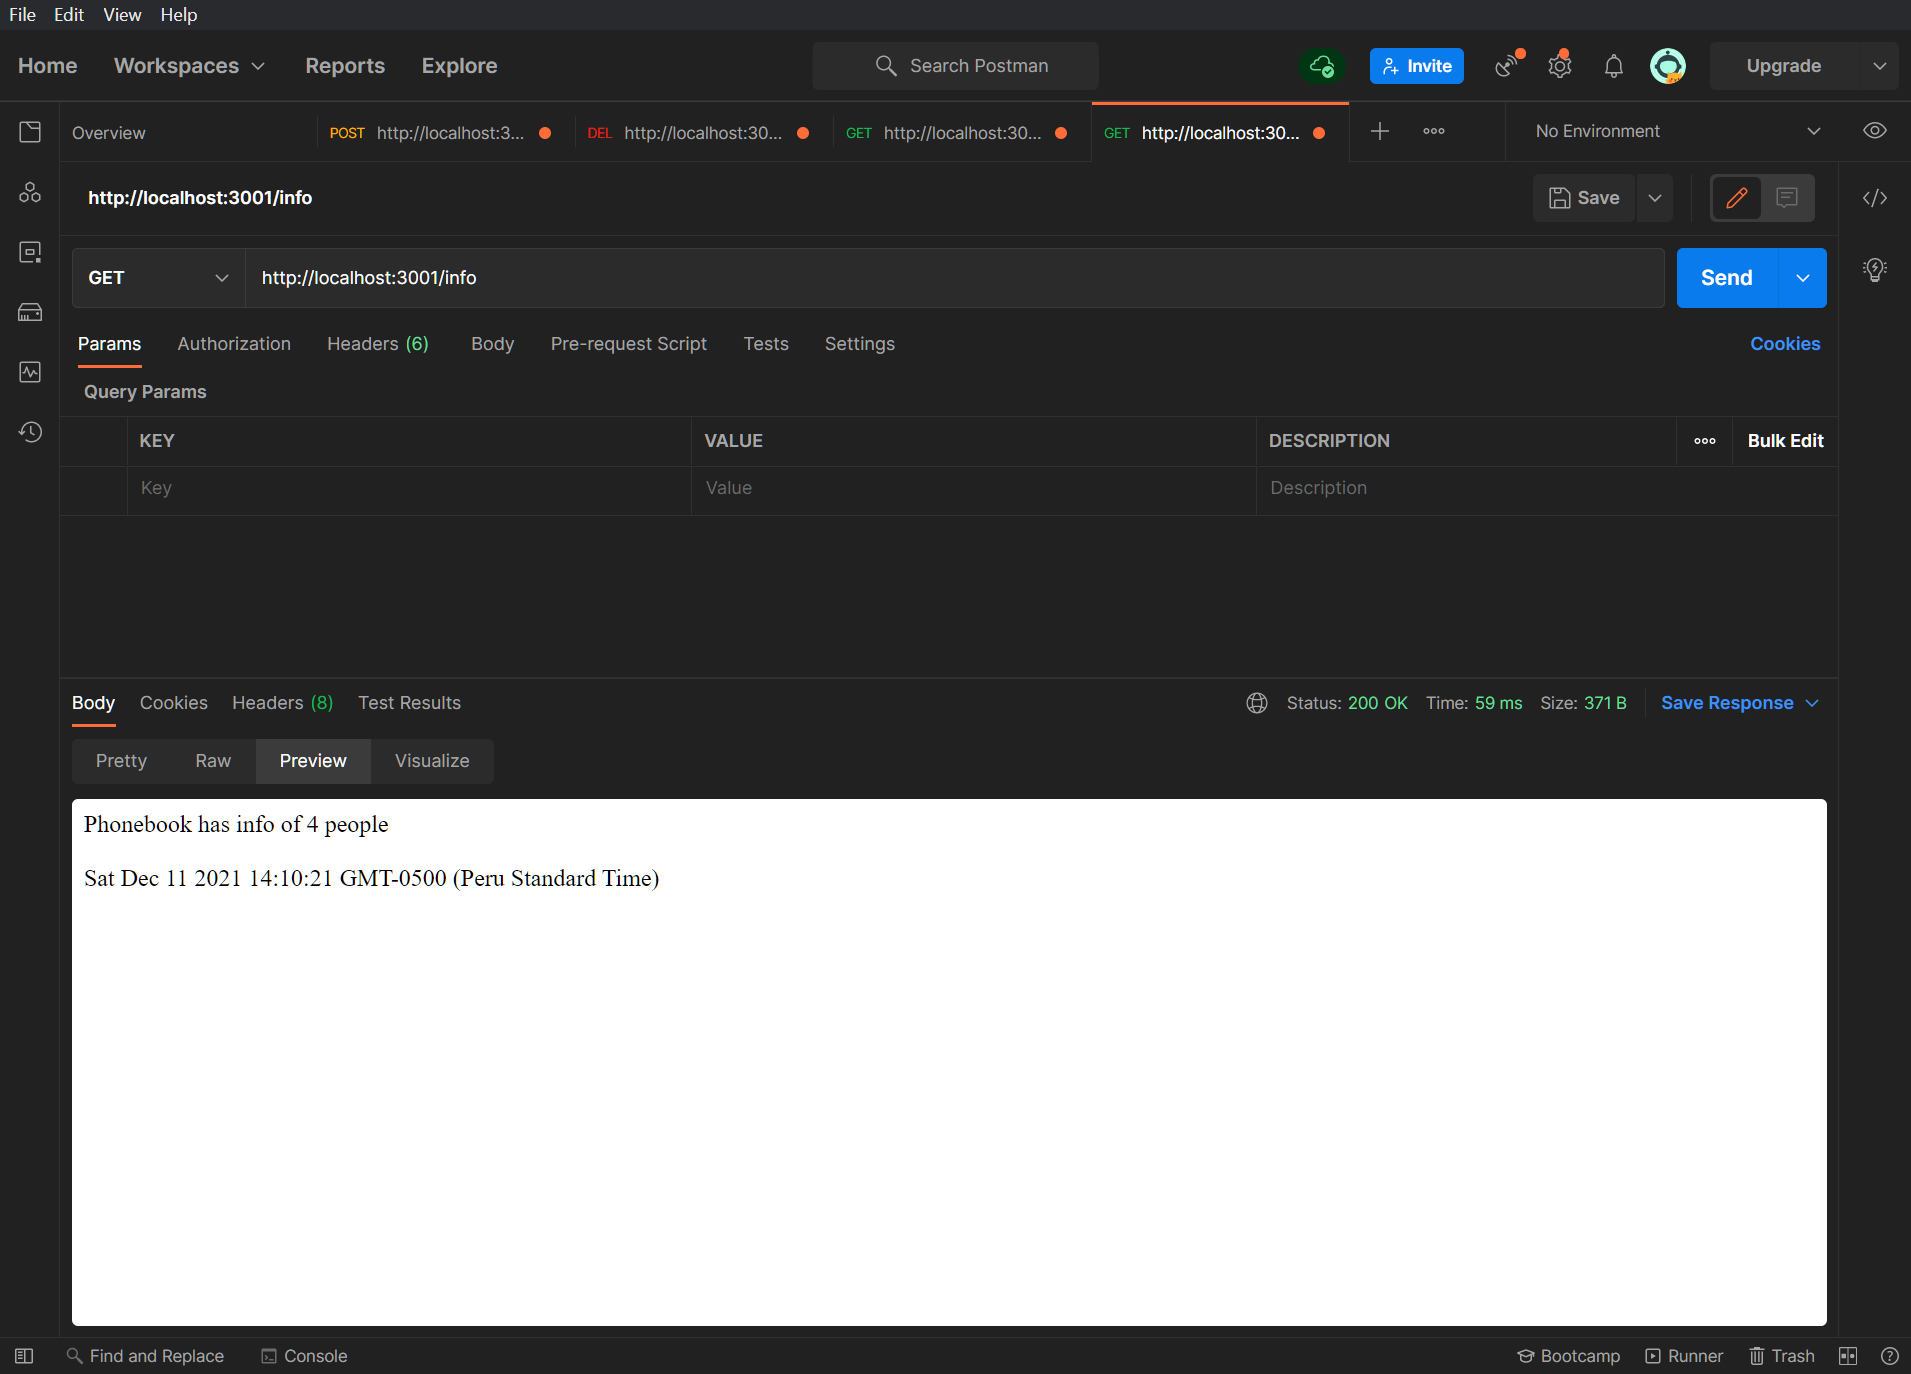 File Edit View Help
Home Workspaces Reports Explore Search Postman Invite Upgrade
Overview POST http://localhost:3... DEL http://localhost:30... GET http://localhost:30... GET http://localhost:30... No Environment
http://localhost:3001/info Save
GET http://localhost:3001/info Send
Params Authorization Headers (6) Body Pre-request Script Tests Settings Cookies
Query Params
KEY VALUE DESCRIPTION Bulk Edit
Key Value Description
Body Cookies Headers (8) Test Results Status: 200 OK Time: 59 ms Size: 371 B Save Response
Pretty Raw Preview Visualize
Phonebook has info of 4 people
Sat Dec 11 2021 14:10:21 GMT-0500 (Peru Standard Time)
Find and Replace Console Bootcamp Runner Trash